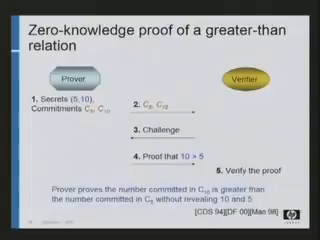 Zero-knowledge proof of a greater-than
relation
Prover
Verifier
1. Secrets (5,10),
Commitments C₅, C₁₀
2. C₅, C₁₀
3. Challenge
4. Proof that 10 > 5
5. Verify the proof
Prover proves the number committed in C₁₀ is greater than
the number committed in C₅ without revealing 10 and 5
[CDS 94][DF 00][Mao 98]
hp